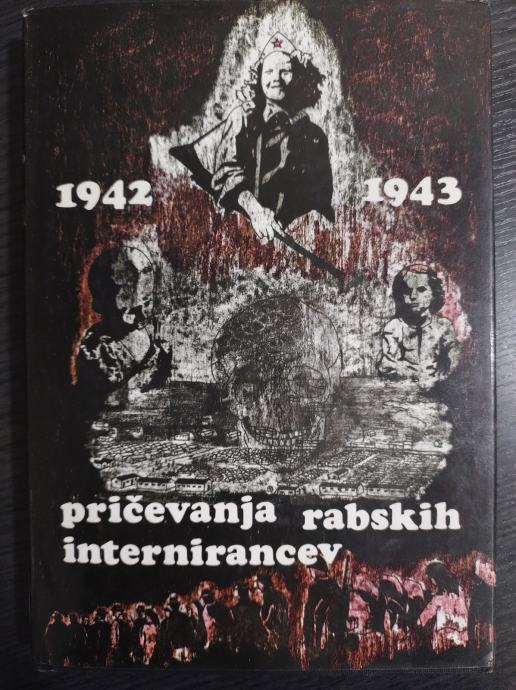 1942 1943
pričevanja rabskih
internirancev